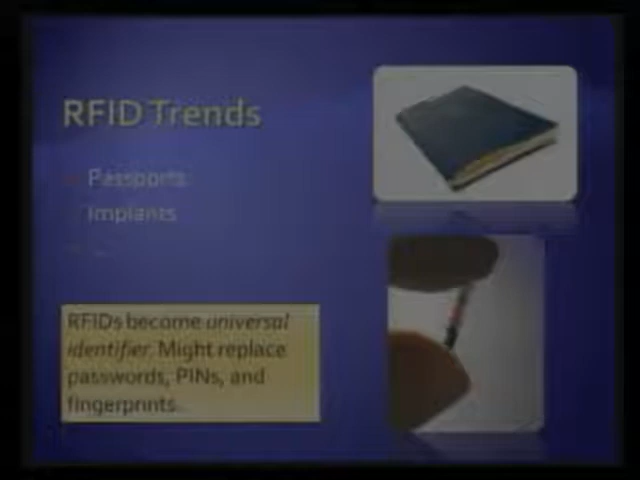 RFID Trends
Passports
Implants
...
RFIDs become universal
identifier. Might replace
passwords, PINs, and
fingerprints.